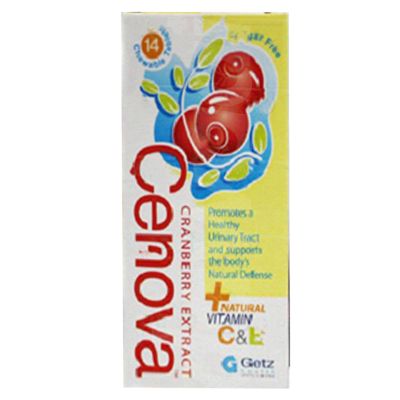 14
Chewable Tablets
Free
Cenova
CRANBERRY EXTRACT
Promotes a
Healthy
Urinary Tract
and supports
the body's
Natural Defense
+ NATURAL
VITAMIN
C & E
Getz